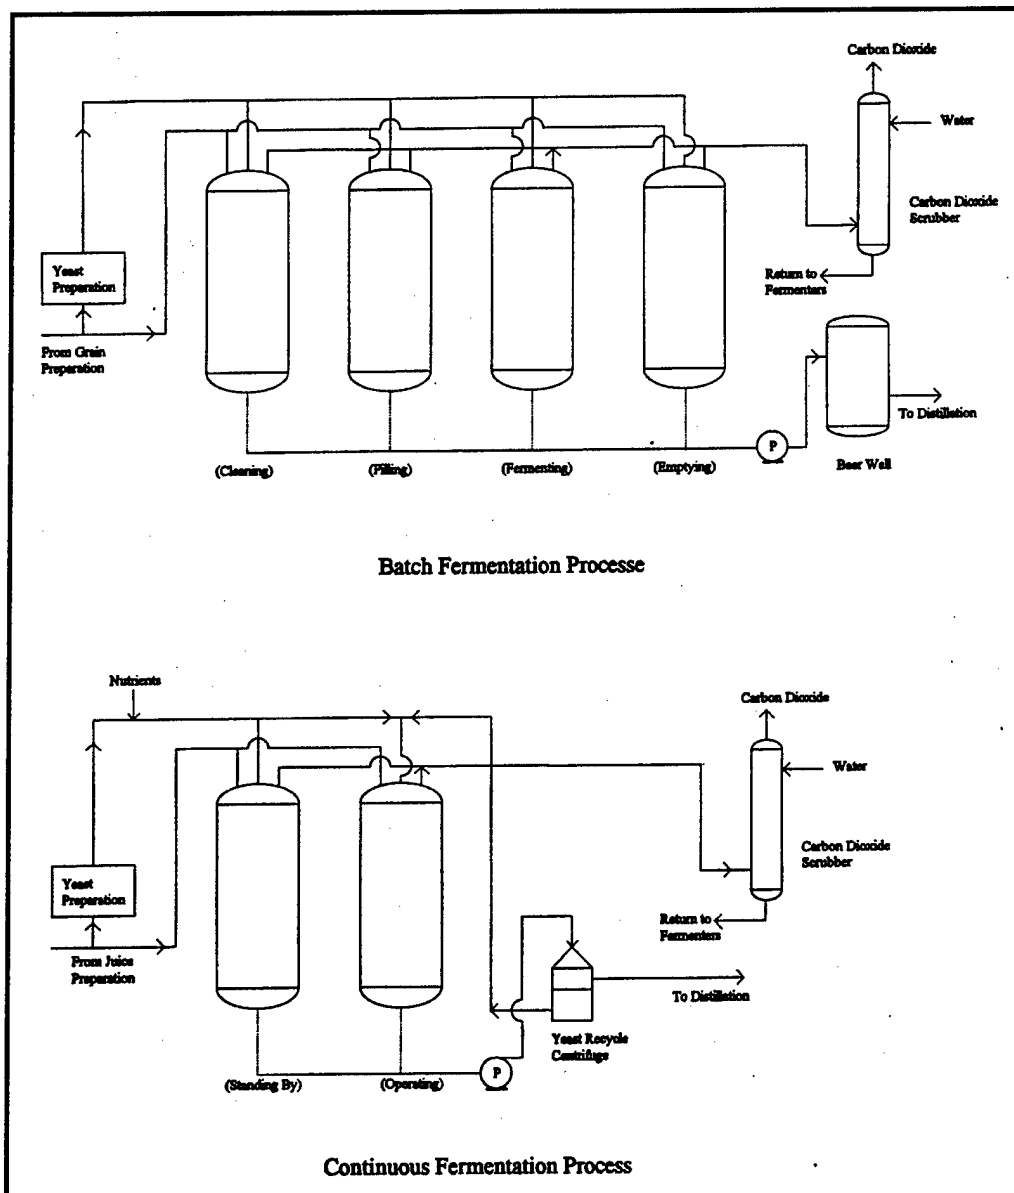 Carbon Dioxide
Water
Carbon Dioxide
Scrubber
Yeast
Preparation
Return to
Fermenters
From Grain
Preparation
To Distillation
P
(Cleaning)
(Filling)
(Fermenting)
(Emptying)
Beer Well
Batch Fermentation Processe
Nutrients
Carbon Dioxide
Water
Carbon Dioxide
Scrubber
Yeast
Preparation
Return to
Fermenters
From Juice
Preparation
To Distillation
Yeast Recycle
Centrifuge
P
(Standing By)
(Operating)
Continuous Fermentation Process